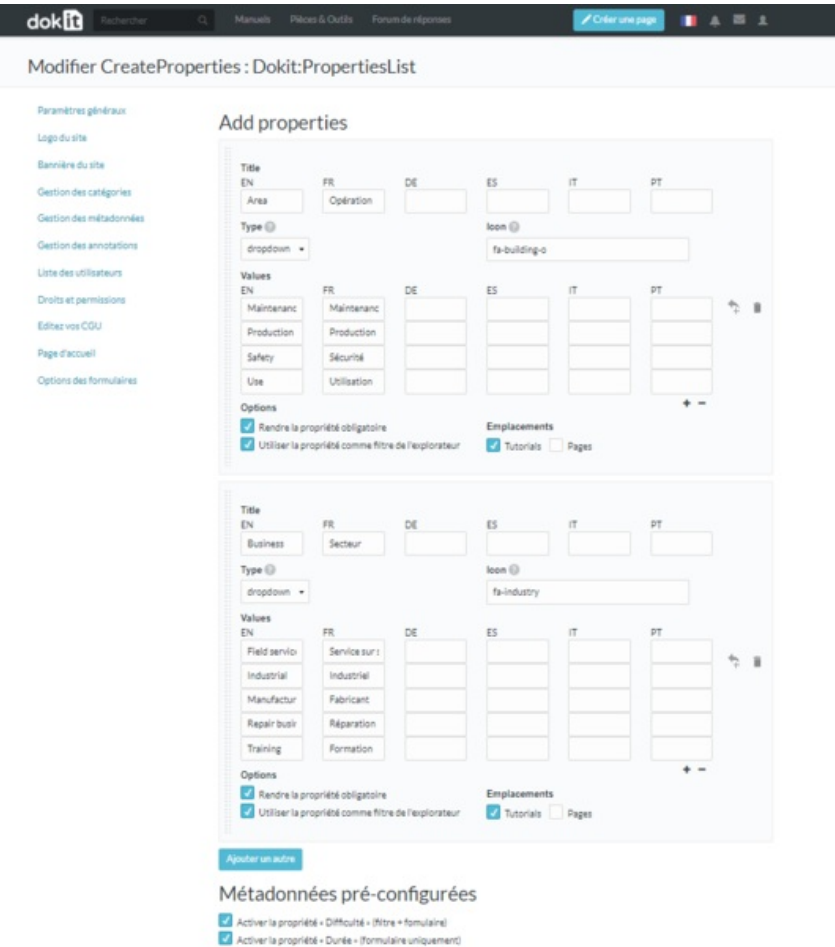 dokit Rechercher Manuels Pièces & Outils Forum de réponses Créer une page
Modifier CreateProperties : Dokit:PropertiesList
Paramètres généraux
Logo du site
Bannière du site
Gestion des catégories
Gestion des métadonnées
Gestion des annotations
Liste des utilisateurs
Droits et permissions
Editez vos CGU
Page d'accueil
Options des formulaires
Add properties
Title
EN FR DE ES IT PT
Area Opération
Type Icon
dropdown fa-building-o
Values
EN FR DE ES IT PT
Maintenanc Maintenanc
Production Production
Safety Sécurité
Use Utilisation
+ −
Options Emplacements
Rendre la propriété obligatoire
Utiliser la propriété comme filtre de l'explorateur Tutorials Pages
Title
EN FR DE ES IT PT
Business Secteur
Type Icon
dropdown fa-industry
Values
EN FR DE ES IT PT
Field servic Service sur s
Industrial Industriel
Manufactur Fabricant
Repair busir Réparation
Training Formation
+ −
Options Emplacements
Rendre la propriété obligatoire
Utiliser la propriété comme filtre de l'explorateur Tutorials Pages
Ajouter un autre
Métadonnées pré-configurées
Activer la propriété « Difficulté » (filtre + fomulaire)
Activer la propriété « Durée » (formulaire uniquement)